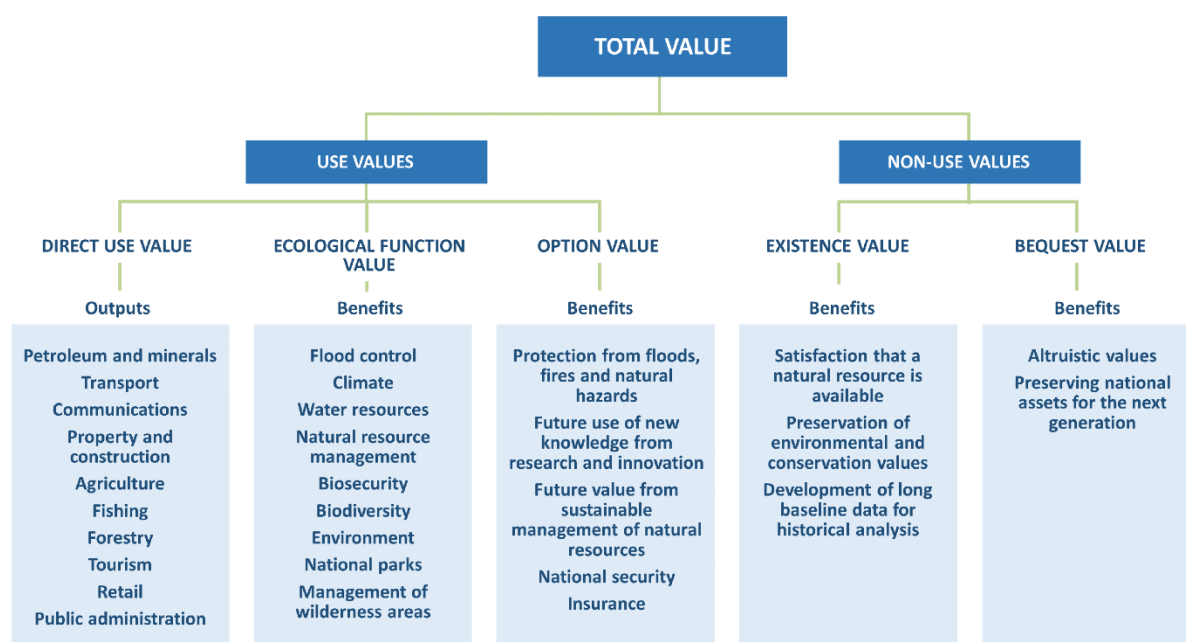 TOTAL VALUE
USE VALUES
NON-USE VALUES
DIRECT USE VALUE
ECOLOGICAL FUNCTION
VALUE
OPTION VALUE
EXISTENCE VALUE
BEQUEST VALUE
Outputs
Petroleum and minerals
Transport
Communications
Property and
construction
Agriculture
Fishing
Forestry
Tourism
Retail
Public administration
Benefits
Flood control
Climate
Water resources
Natural resource
management
Biosecurity
Biodiversity
Environment
National parks
Management of
wilderness areas
Benefits
Protection from floods,
fires and natural
hazards
Future use of new
knowledge from
research and innovation
Future value from
sustainable
management of natural
resources
National security
Insurance
Benefits
Satisfaction that a
natural resource is
available
Preservation of
environmental and
conservation values
Development of long
baseline data for
historical analysis
Benefits
Altruistic values
Preserving national
assets for the next
generation